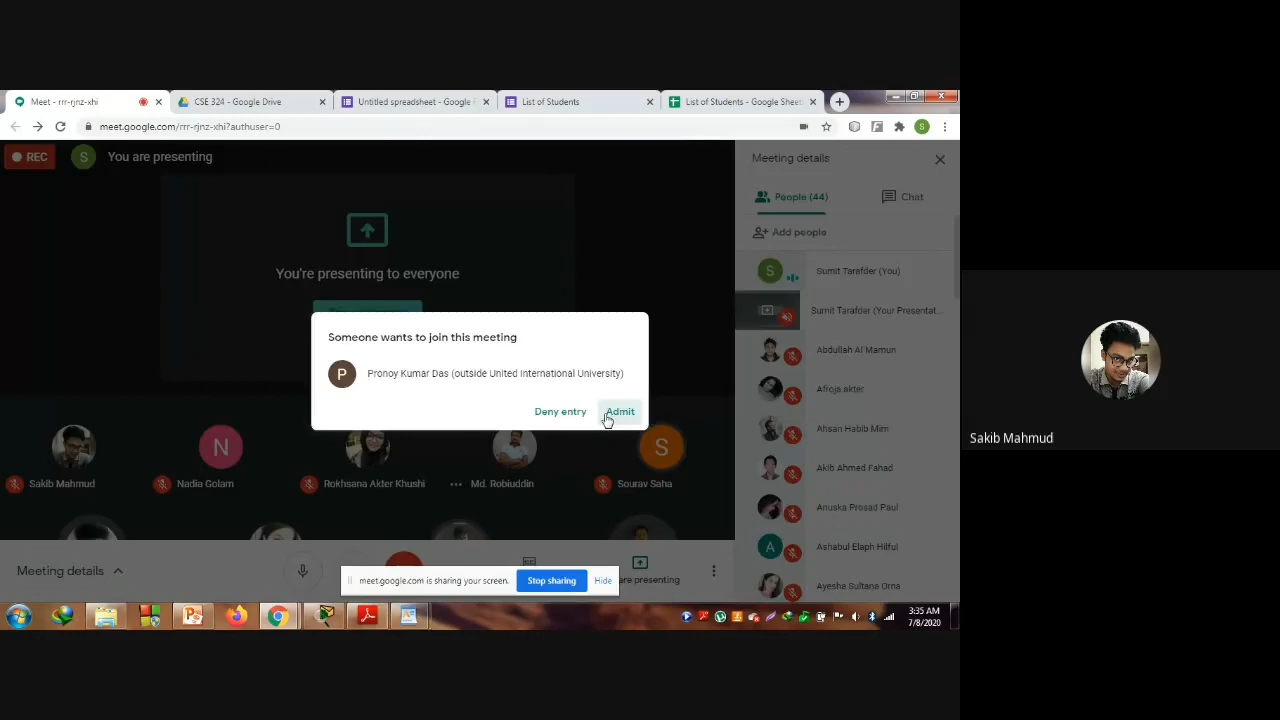 Meet - rrr-rjnz-xhi
CSE 324 - Google Drive
Untitled spreadsheet - Google
List of Students
List of Students - Google Sheet
meet.google.com/rrr-rjnz-xhi?authuser=0
S
REC
S
You are presenting
Meeting details
People (44)
Chat
Add people
You're presenting to everyone
S
Sumit Tarafder (You)
Sumit Tarafder (Your Presentat...
Someone wants to join this meeting
P
Pronoy Kumar Das (outside United International University)
Deny entry
Admit
Abdullah Al Mamun
Afroja akter
Ahsan Habib Mim
Akib Ahmed Fahad
Anuska Prosad Paul
A
Ashabul Elaph Hilful
Ayesha Sultana Orna
N
S
Sakib Mahmud
Nadia Golam
Rokhsana Akter Khushi
Md. Robiuddin
Sourav Saha
Meeting details
are presenting
meet.google.com is sharing your screen.
Stop sharing
Hide
3:35 AM
7/8/2020
Sakib Mahmud